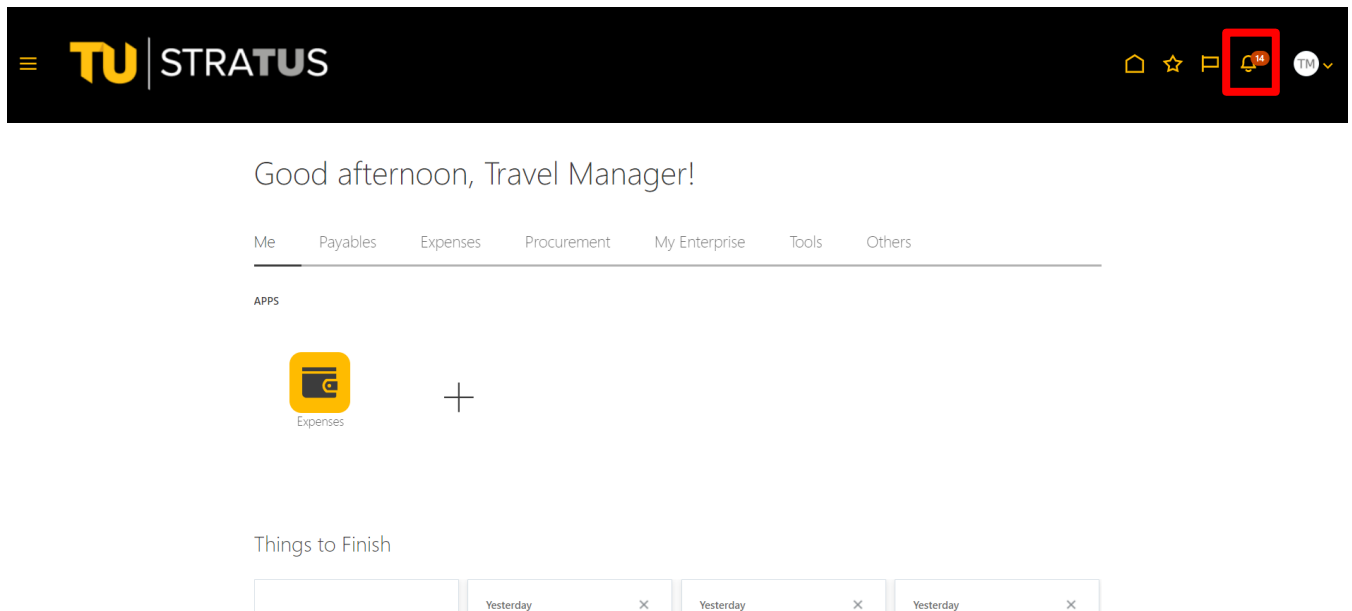 TU STRATUS
14
TM
Good afternoon, Travel Manager!
Me Payables Expenses Procurement My Enterprise Tools Others
APPS
Expenses
Things to Finish
Yesterday Yesterday Yesterday